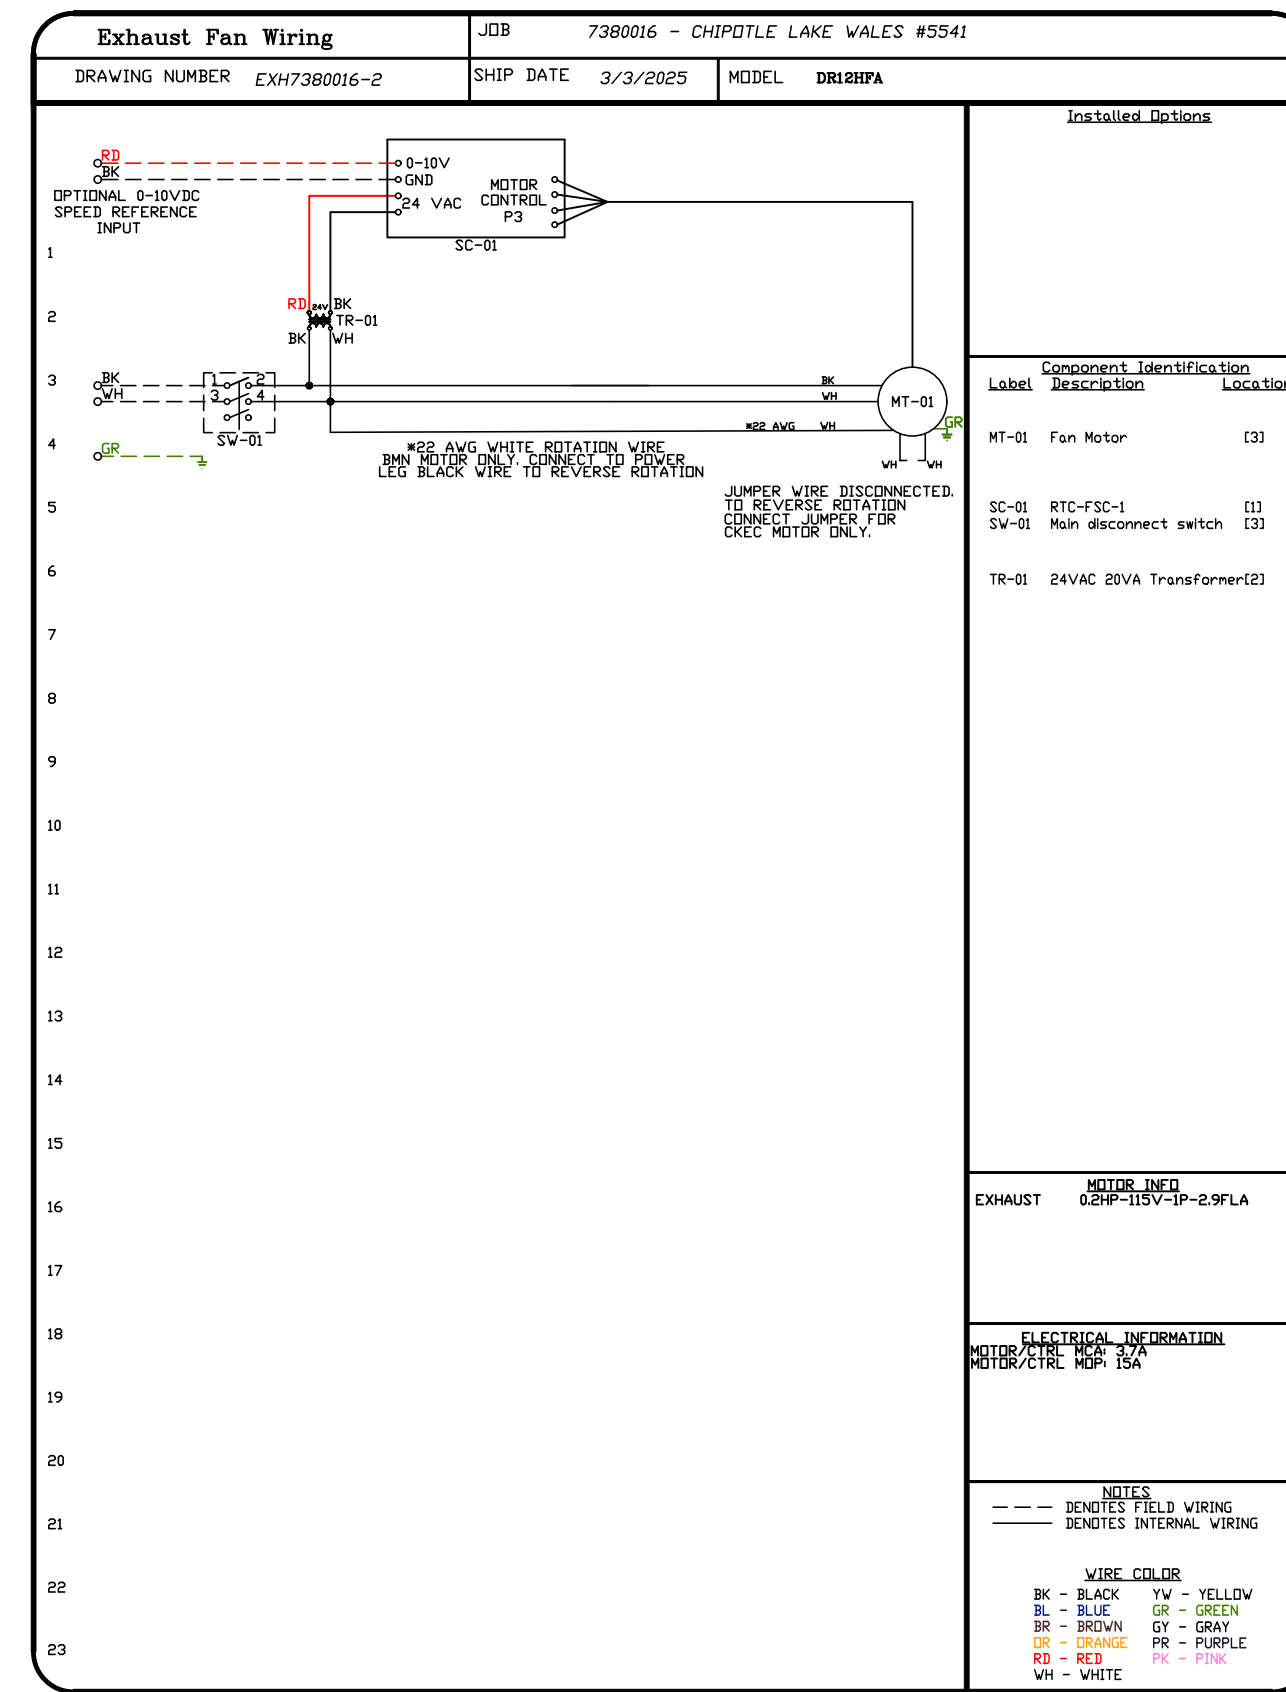 Exhaust Fan Wiring
JOB 7380016 - CHIPOTLE LAKE WALES #5541
DRAWING NUMBER EXH7380016-2
SHIP DATE 3/3/2025
MODEL DR12HFA
RD
BK
OPTIONAL 0-10VDC
SPEED REFERENCE
INPUT
0-10V
GND
24 VAC
MOTOR
CONTROL
P3
SC-01
RD 24V BK
TR-01
BK WH
BK
WH
1 2
3 4
SW-01
GR
BK
WH
*22 AWG WH
MT-01
GR
WH WH
*22 AWG WHITE ROTATION WIRE
BMN MOTOR ONLY. CONNECT TO POWER
LEG BLACK WIRE TO REVERSE ROTATION
JUMPER WIRE DISCONNECTED.
TO REVERSE ROTATION
CONNECT JUMPER FOR
CKEC MOTOR ONLY.
1
2
3
4
5
6
7
8
9
10
11
12
13
14
15
16
17
18
19
20
21
22
23
Installed Options
Component Identification
Label Description Location
MT-01 Fan Motor [3]
SC-01 RTC-FSC-1 [1]
SW-01 Main disconnect switch [3]
TR-01 24VAC 20VA Transformer[2]
MOTOR INFO
EXHAUST 0.2HP-115V-1P-2.9FLA
ELECTRICAL INFORMATION
MOTOR/CTRL MCA: 3.7A
MOTOR/CTRL MOP: 15A
NOTES
DENOTES FIELD WIRING
DENOTES INTERNAL WIRING
WIRE COLOR
BK - BLACK YW - YELLOW
BL - BLUE GR - GREEN
BR - BROWN GY - GRAY
OR - ORANGE PR - PURPLE
RD - RED PK - PINK
WH - WHITE